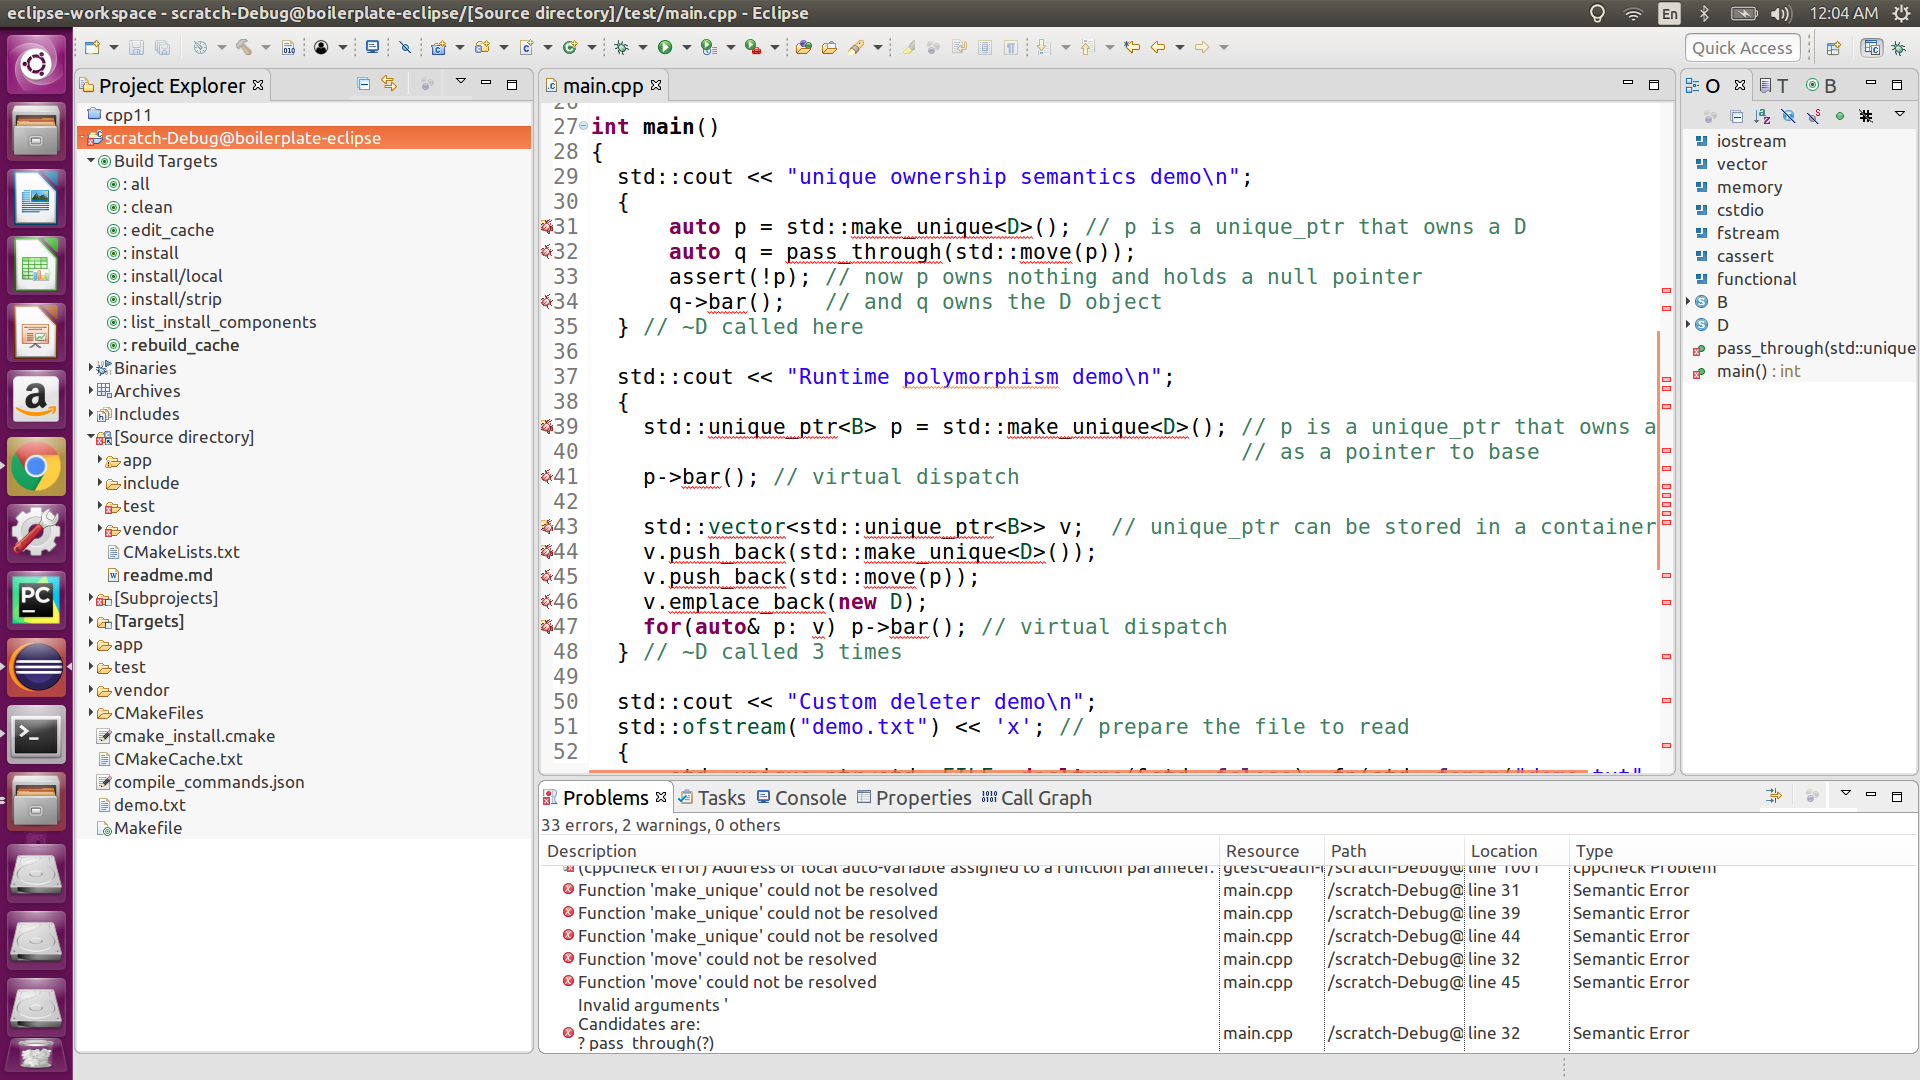 eclipse-workspace - scratch-Debug@boilerplate-eclipse/[Source directory]/test/main.cpp - Eclipse
En
12:04 AM
Quick Access
Project Explorer
cpp11
scratch-Debug@boilerplate-eclipse
Build Targets
: all
: clean
: edit_cache
: install
: install/local
: install/strip
: list_install_components
: rebuild_cache
Binaries
Archives
Includes
[Source directory]
app
include
test
vendor
CMakeLists.txt
readme.md
[Subprojects]
[Targets]
app
test
vendor
CMakeFiles
cmake_install.cmake
CMakeCache.txt
compile_commands.json
demo.txt
Makefile
main.cpp
26
27 int main()
28 {
29 std::cout << "unique ownership semantics demo\n";
30 {
31 auto p = std::make_unique<D>(); // p is a unique_ptr that owns a D
32 auto q = pass_through(std::move(p));
33 assert(!p); // now p owns nothing and holds a null pointer
34 q->bar(); // and q owns the D object
35 } // ~D called here
36
37 std::cout << "Runtime polymorphism demo\n";
38 {
39 std::unique_ptr<B> p = std::make_unique<D>(); // p is a unique_ptr that owns a
40 // as a pointer to base
41 p->bar(); // virtual dispatch
42
43 std::vector<std::unique_ptr<B>> v; // unique_ptr can be stored in a container
44 v.push_back(std::make_unique<D>());
45 v.push_back(std::move(p));
46 v.emplace_back(new D);
47 for(auto& p: v) p->bar(); // virtual dispatch
48 } // ~D called 3 times
49
50 std::cout << "Custom deleter demo\n";
51 std::ofstream("demo.txt") << 'x'; // prepare the file to read
52 {
O
T
B
iostream
vector
memory
cstdio
fstream
cassert
functional
B
D
pass_through(std::unique
main() : int
Problems
Tasks
Console
Properties
Call Graph
33 errors, 2 warnings, 0 others
Description Resource Path Location Type
(cppcheck error) Address of local auto-variable assigned to a function parameter. gtest-death-t /scratch-Debug@ line 1001 cppcheck Problem
Function 'make_unique' could not be resolved main.cpp /scratch-Debug@ line 31 Semantic Error
Function 'make_unique' could not be resolved main.cpp /scratch-Debug@ line 39 Semantic Error
Function 'make_unique' could not be resolved main.cpp /scratch-Debug@ line 44 Semantic Error
Function 'move' could not be resolved main.cpp /scratch-Debug@ line 32 Semantic Error
Function 'move' could not be resolved main.cpp /scratch-Debug@ line 45 Semantic Error
Invalid arguments '
Candidates are:
? pass_through(?) main.cpp /scratch-Debug@ line 32 Semantic Error